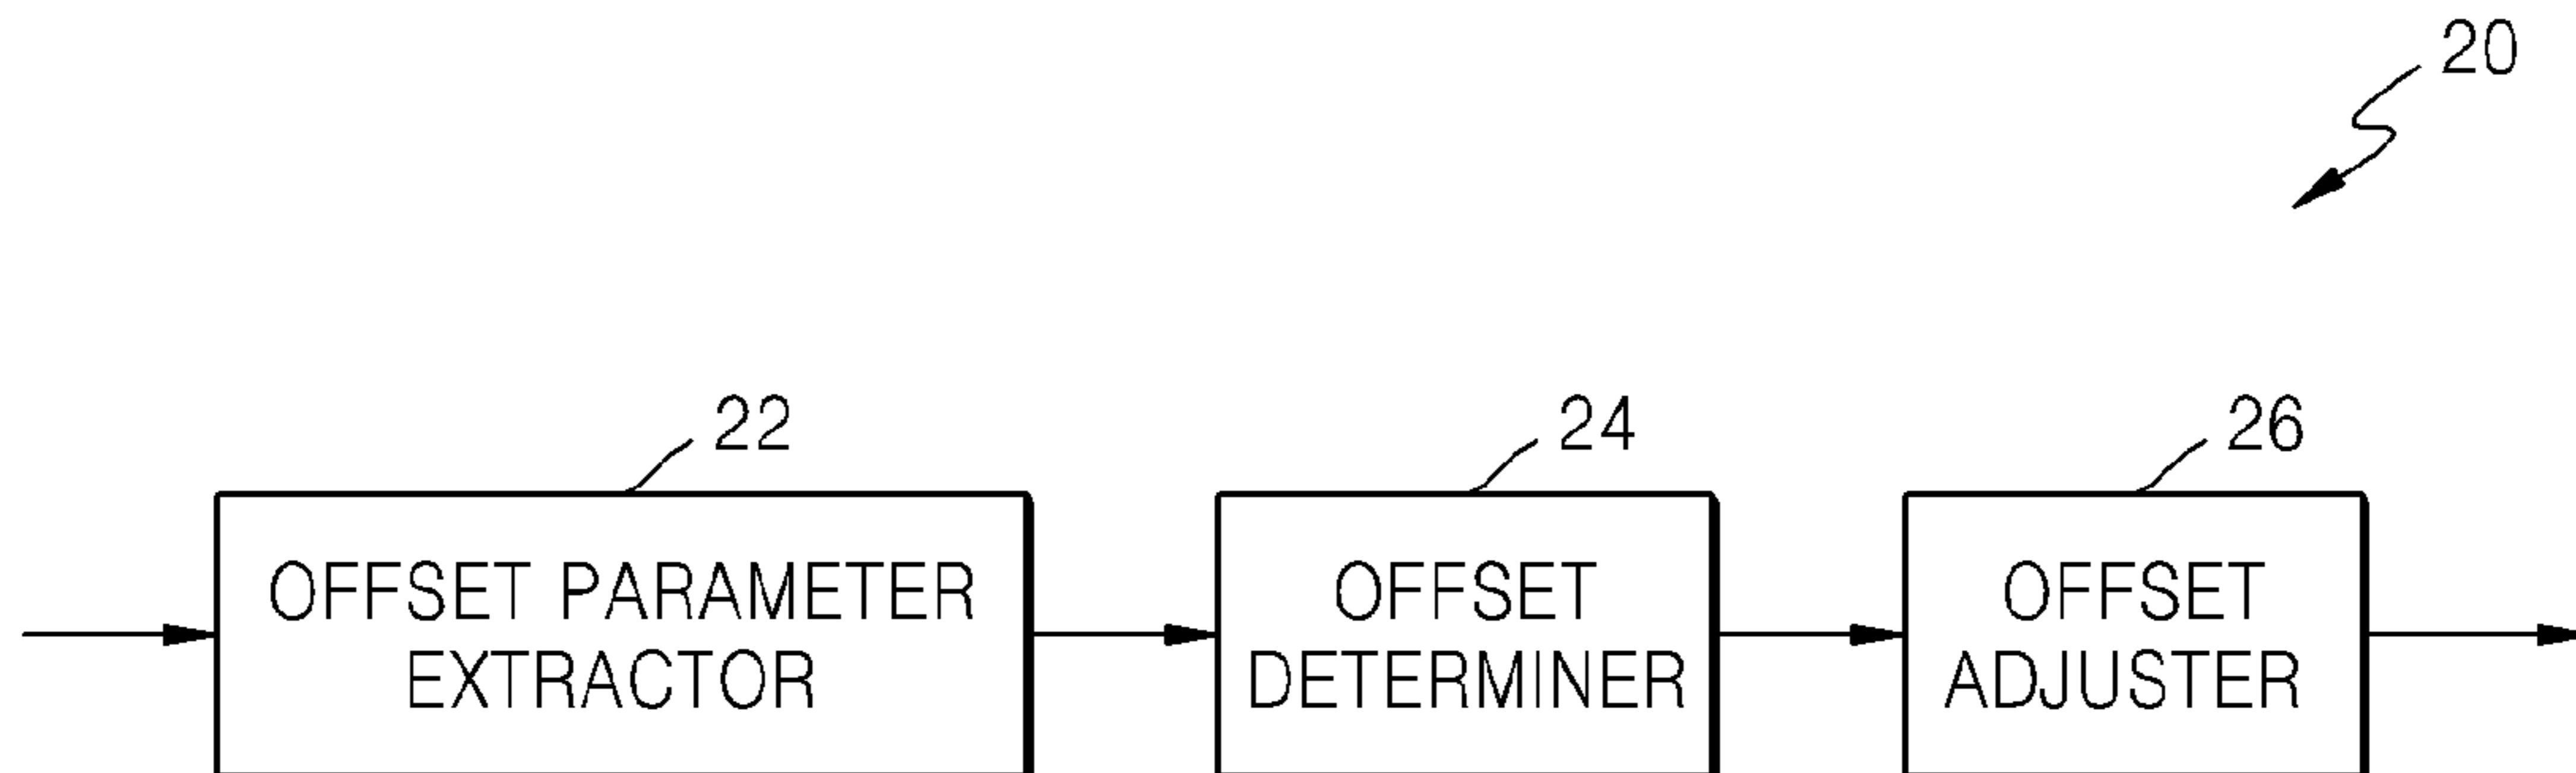 20
22
24
26
OFFSET PARAMETER
EXTRACTOR
OFFSET
DETERMINER
OFFSET
ADJUSTER